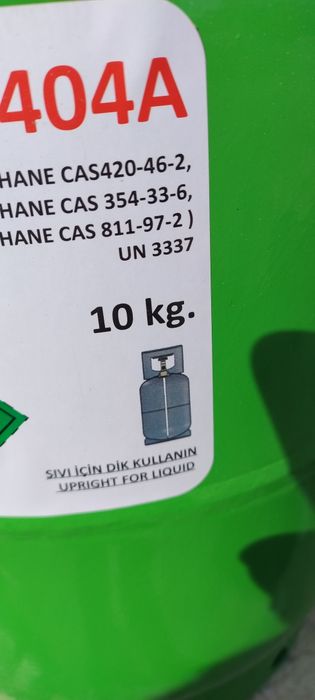 404A
HANE CAS420-46-2,
HANE CAS 354-33-6,
HANE CAS 811-97-2 )
UN 3337
10 kg.
SIVI İÇİN DİK KULLANIN
UPRIGHT FOR LIQUID